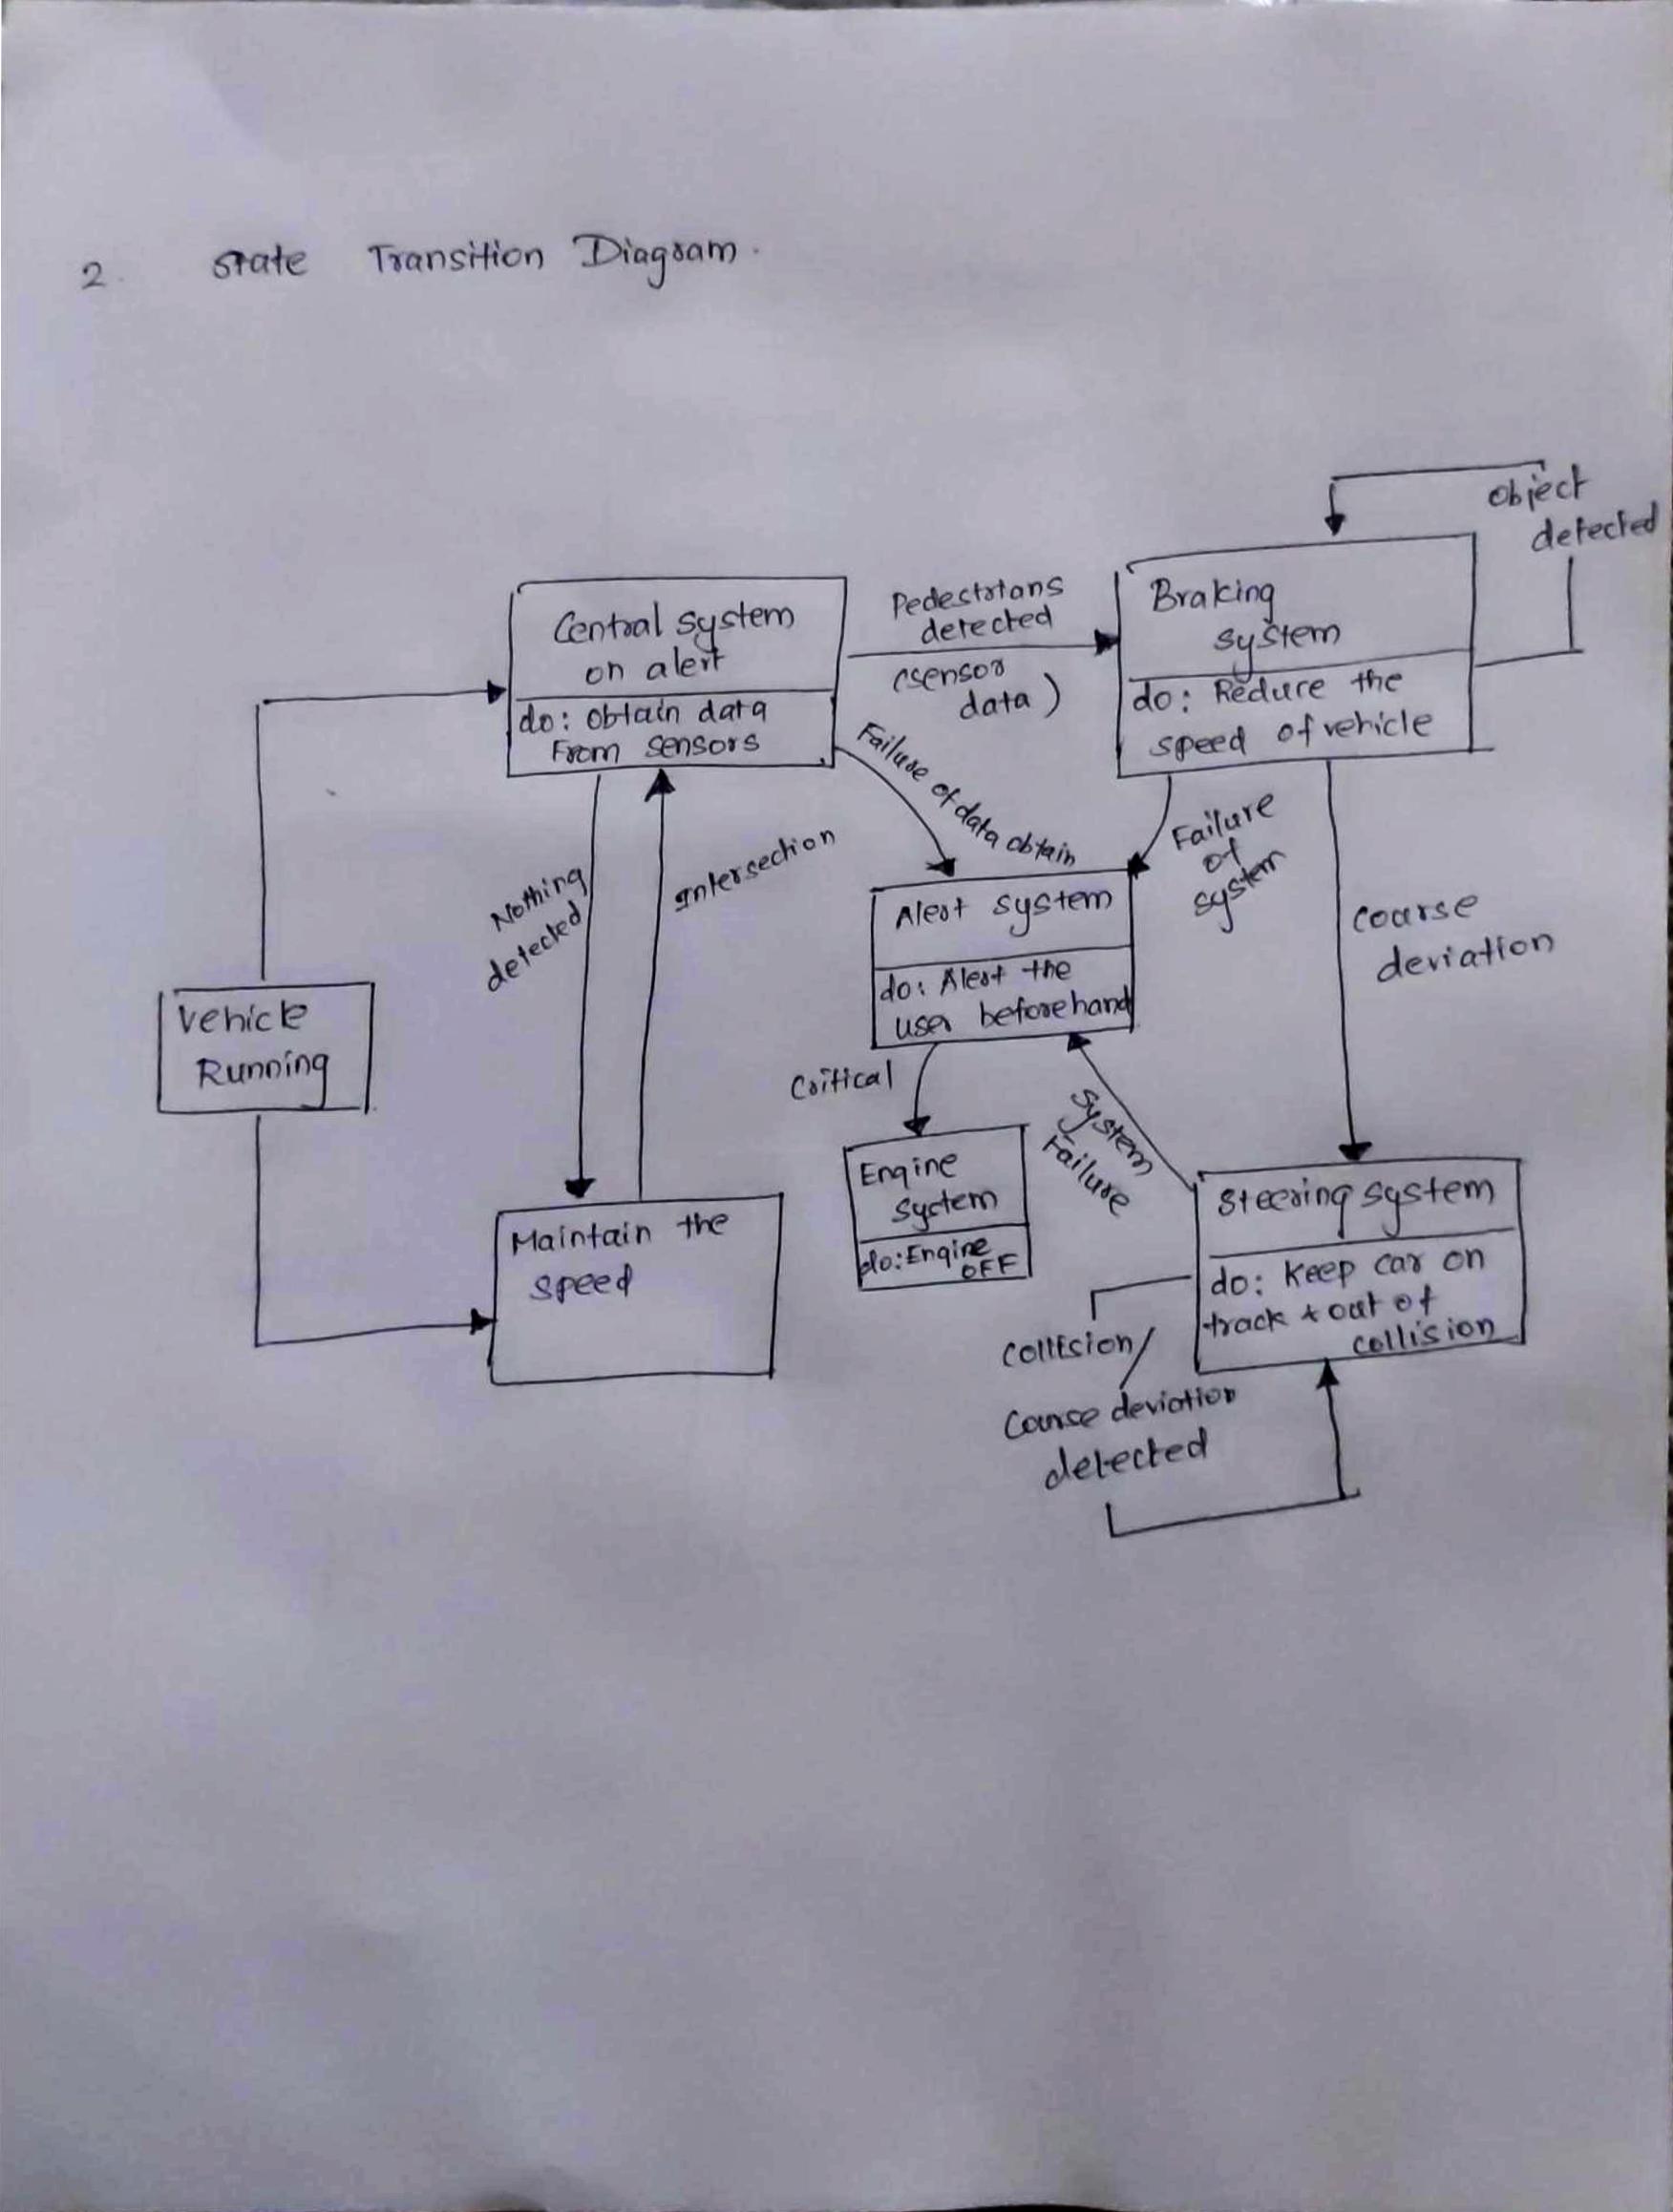 2. State Transition Diagram.
object
detected
Central system
on alert
do: obtain data
From sensors
Pedestrians
detected
(sensor
data)
Braking
system
do: Reduce the
speed of vehicle
Failure of data obtain
Failure
of
system
coarse
deviation
Nothing
detected
Intersection
Alert system
do: Alert the
user beforehand
Vehicle
Running
Critical
System
Failure
Engine
System
do: Engine
OFF
Steering system
do: Keep car on
track & out of
collision
Maintain the
speed
collision/
Coarse deviation
detected